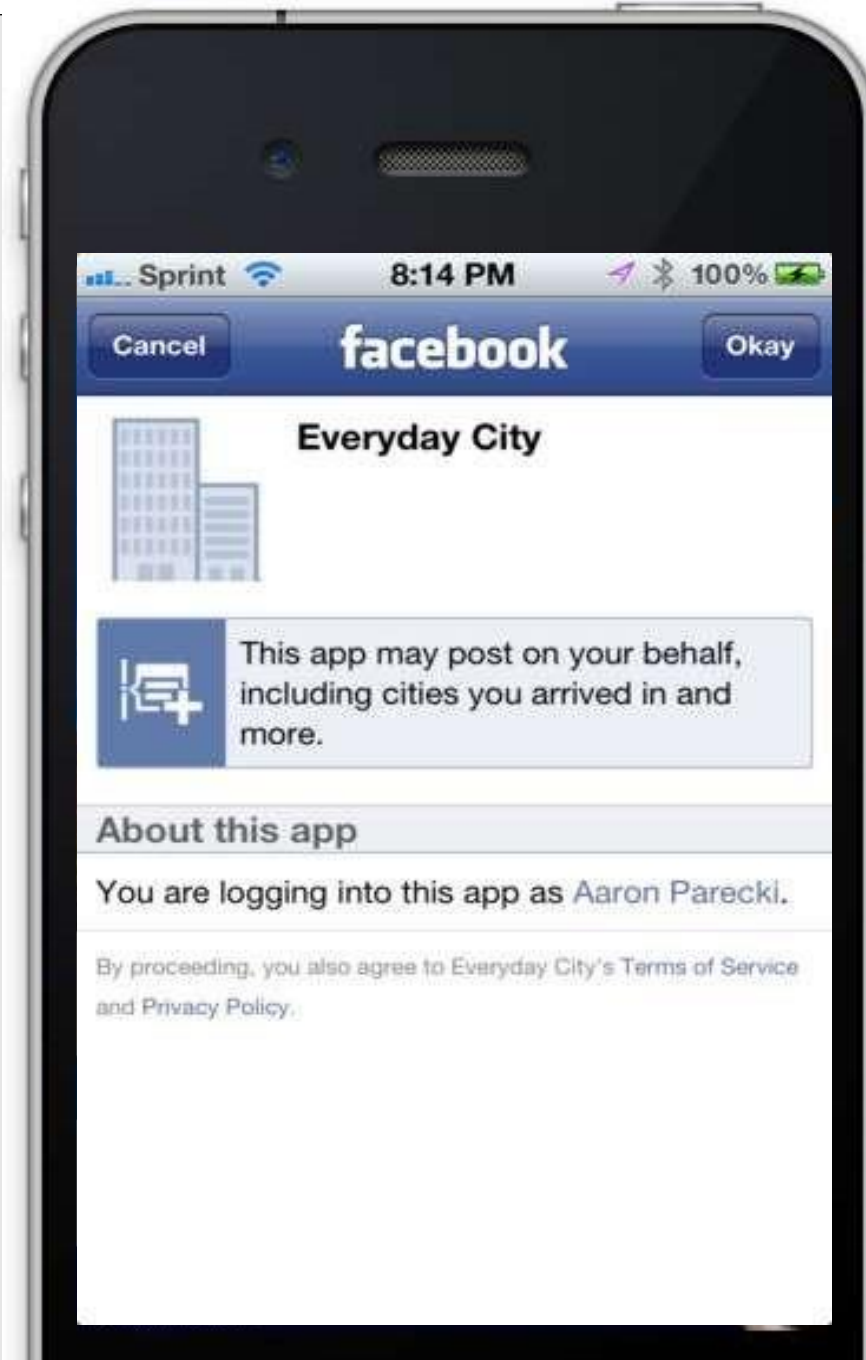 Sprint 8:14 PM 100%
Cancel facebook Okay
Everyday City
This app may post on your behalf,
including cities you arrived in and
more.
About this app
You are logging into this app as Aaron Parecki.
By proceeding, you also agree to Everyday City's Terms of Service
and Privacy Policy.